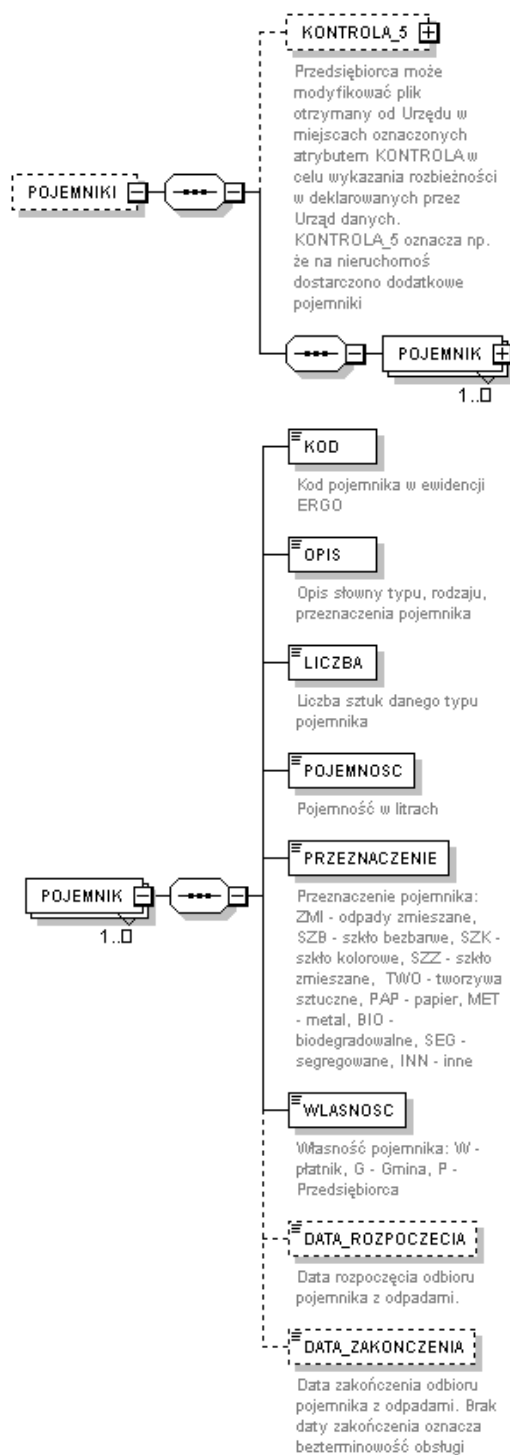 KONTROLA_5
Przedsiębiorca może
modyfikować plik
otrzymany od Urzędu w
miejscach oznaczonych
atrybutem KONTROLA w
celu wykazania rozbieżności
w deklarowanych przez
Urząd danych.
KONTROLA_5 oznacza np.
że na nieruchomoś
dostarczono dodatkowe
pojemniki
POJEMNIKI
POJEMNIK
1..□
KOD
Kod pojemnika w ewidencji
ERGO
OPIS
Opis słowny typu, rodzaju,
przeznaczenia pojemnika
LICZBA
Liczba sztuk danego typu
pojemnika
POJEMNOSC
Pojemność w litrach
PRZEZNACZENIE
Przeznaczenie pojemnika:
ZMI - odpady zmieszane,
SZB - szkło bezbarwe, SZK -
szkło kolorowe, SZZ - szkło
zmieszane, TWO - tworzywa
sztuczne, PAP - papier, MET
- metal, BIO -
biodegradowalne, SEG -
segregowane, INN - inne
POJEMNIK
1..□
WLASNOSC
Własność pojemnika: W -
płatnik, G - Gmina, P -
Przedsiębiorca
DATA_ROZPOCZECIA
Data rozpoczęcia odbioru
pojemnika z odpadami.
DATA_ZAKONCZENIA
Data zakończenia odbioru
pojemnika z odpadami. Brak
daty zakończenia oznacza
bezterminowość obsługi